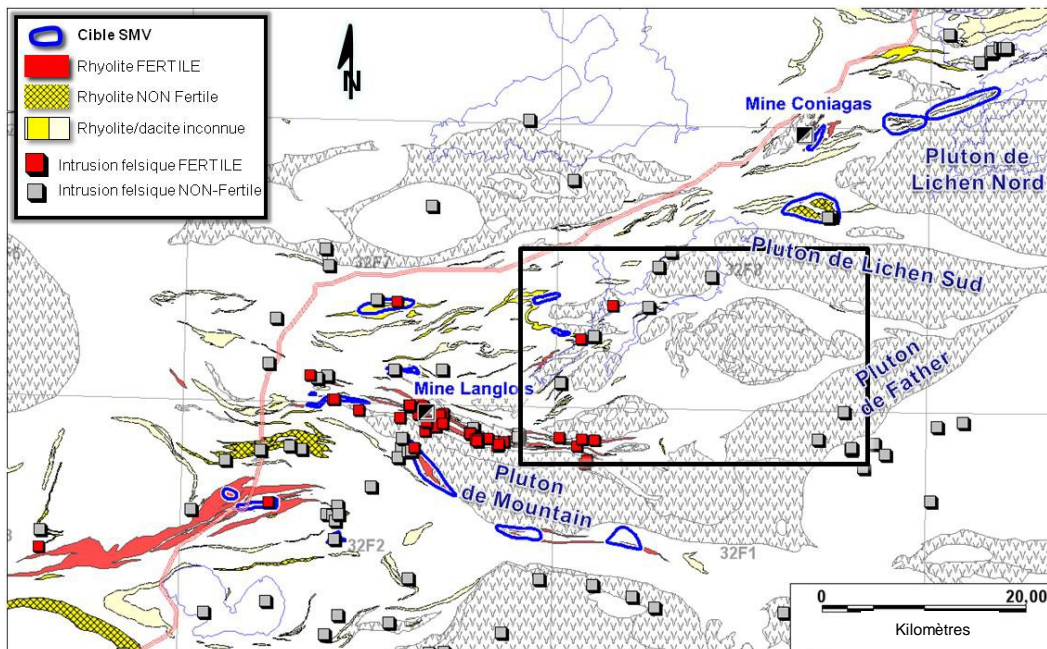 Cible SMV
Rhyolite FERTILE
Rhyolite NON Fertile
Rhyolite/dacite inconnue
Intrusion felsique FERTILE
Intrusion felsique NON-Fertile
N
Mine Coniagas
Pluton de
Lichen Nord
Pluton de Lichen Sud
32F7
32F8
Pluton
de Father
Mine Langlois
Pluton
de Mountain
32F2
32F1
0
20,00
Kilomètres